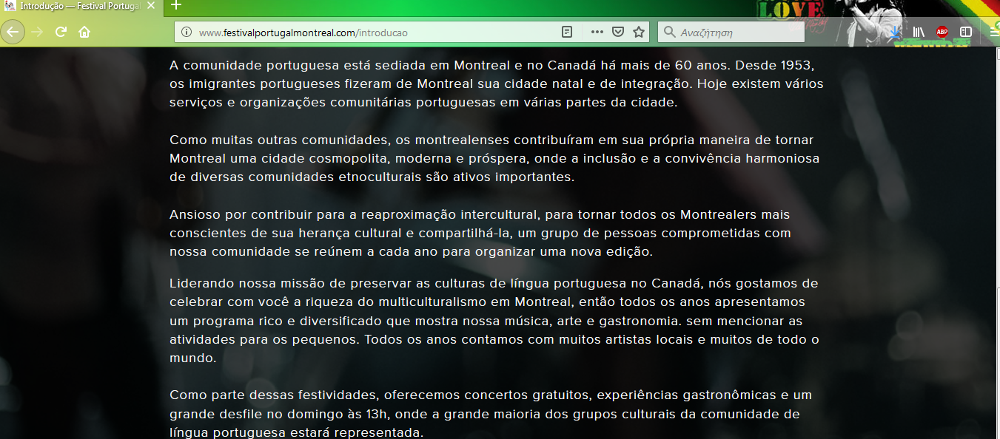 Introdução — Festival Portugal
LOVE
www.festivalportugalmontreal.com/introducao
Αναζήτηση
ABP
A comunidade portuguesa está sediada em Montreal e no Canadá há mais de 60 anos. Desde 1953,
os imigrantes portugueses fizeram de Montreal sua cidade natal e de integração. Hoje existem vários
serviços e organizações comunitárias portuguesas em várias partes da cidade.
Como muitas outras comunidades, os montrealenses contribuíram em sua própria maneira de tornar
Montreal uma cidade cosmopolita, moderna e próspera, onde a inclusão e a convivência harmoniosa
de diversas comunidades etnoculturais são ativos importantes.
Ansioso por contribuir para a reaproximação intercultural, para tornar todos os Montrealers mais
conscientes de sua herança cultural e compartilhá-la, um grupo de pessoas comprometidas com
nossa comunidade se reúnem a cada ano para organizar uma nova edição.
Liderando nossa missão de preservar as culturas de língua portuguesa no Canadá, nós gostamos de
celebrar com você a riqueza do multiculturalismo em Montreal, então todos os anos apresentamos
um programa rico e diversificado que mostra nossa música, arte e gastronomia. sem mencionar as
atividades para os pequenos. Todos os anos contamos com muitos artistas locais e muitos de todo o
mundo.
Como parte dessas festividades, oferecemos concertos gratuitos, experiências gastronômicas e um
grande desfile no domingo às 13h, onde a grande maioria dos grupos culturais da comunidade de
língua portuguesa estará representada.